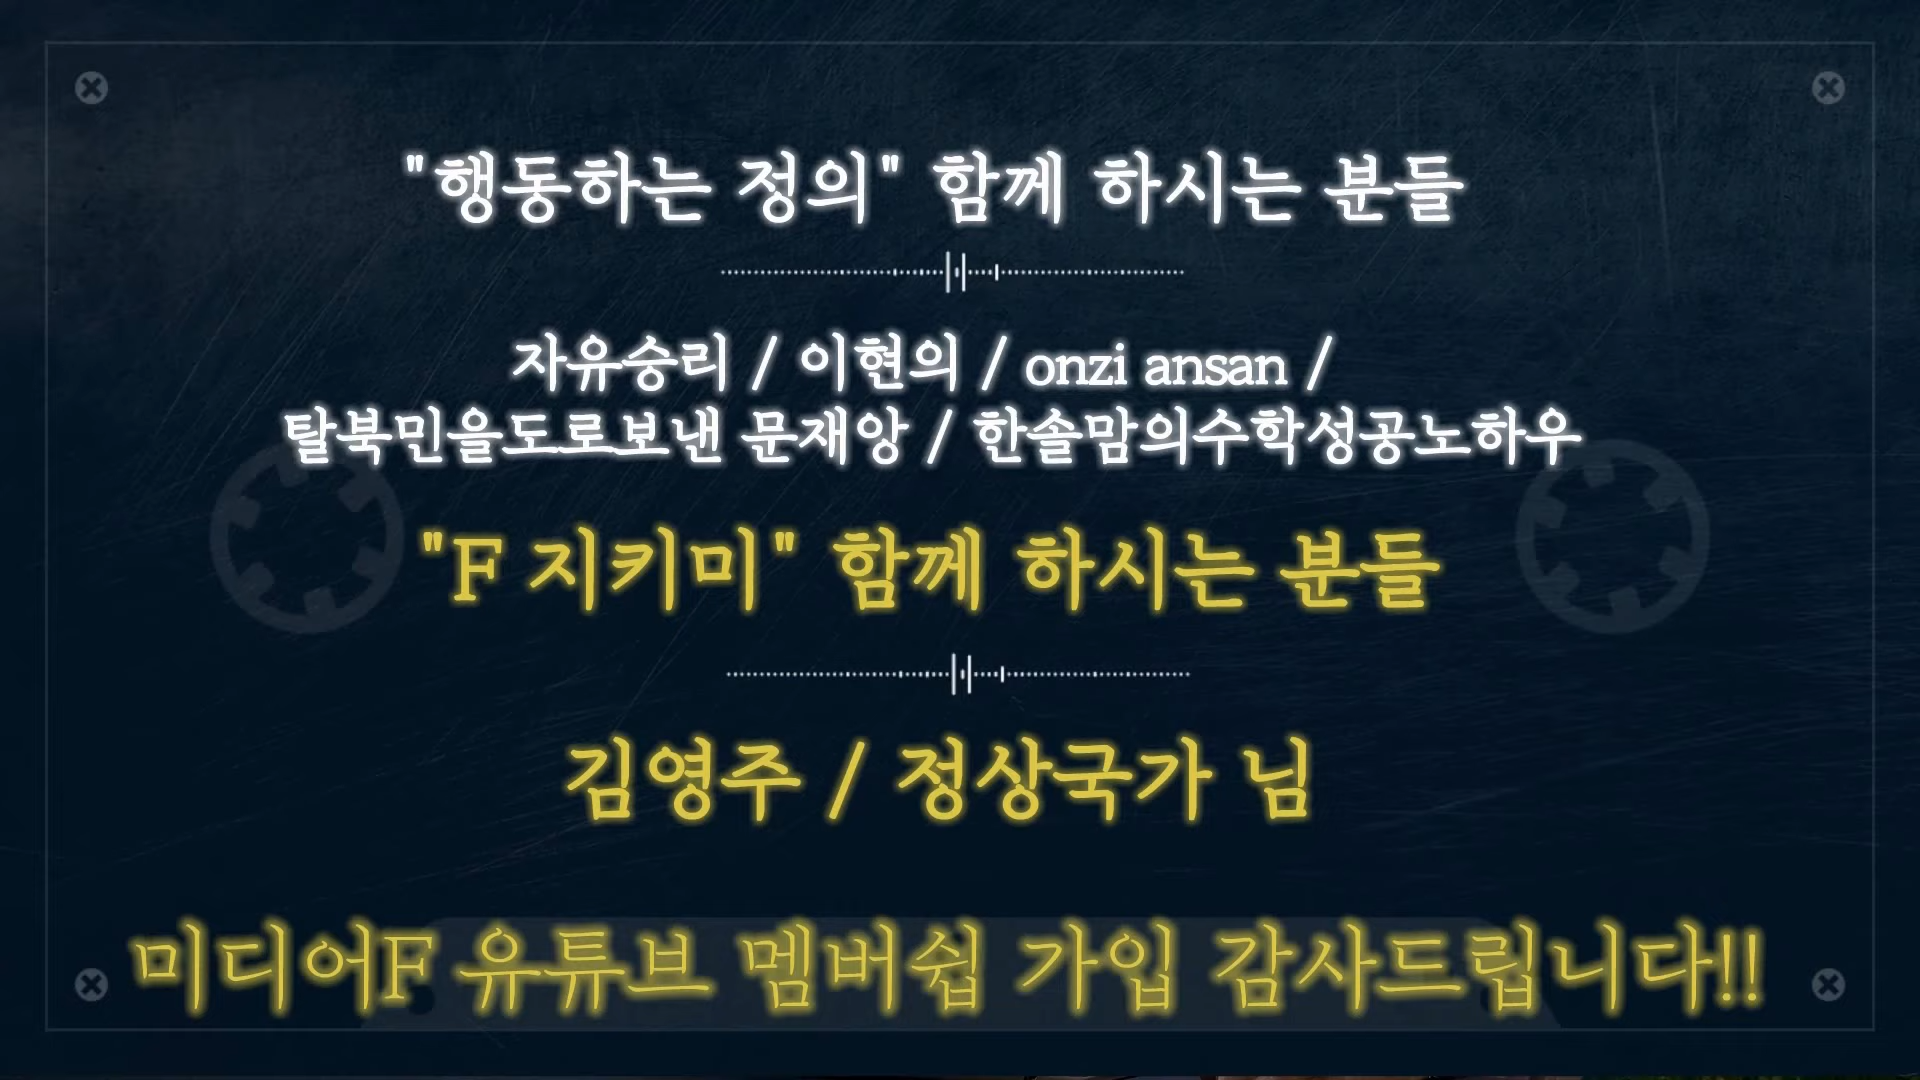 "행동하는 정의" 함께 하시는 분들
자유승리 / 이현의 / onzi ansan /
탈북민을도로보낸 문재앙 / 한솔맘의수학성공노하우
"F 지키미" 함께 하시는 분들
김영주 / 정상국가 님
미디어F 유튜브 멤버쉽 가입 감사드립니다!!